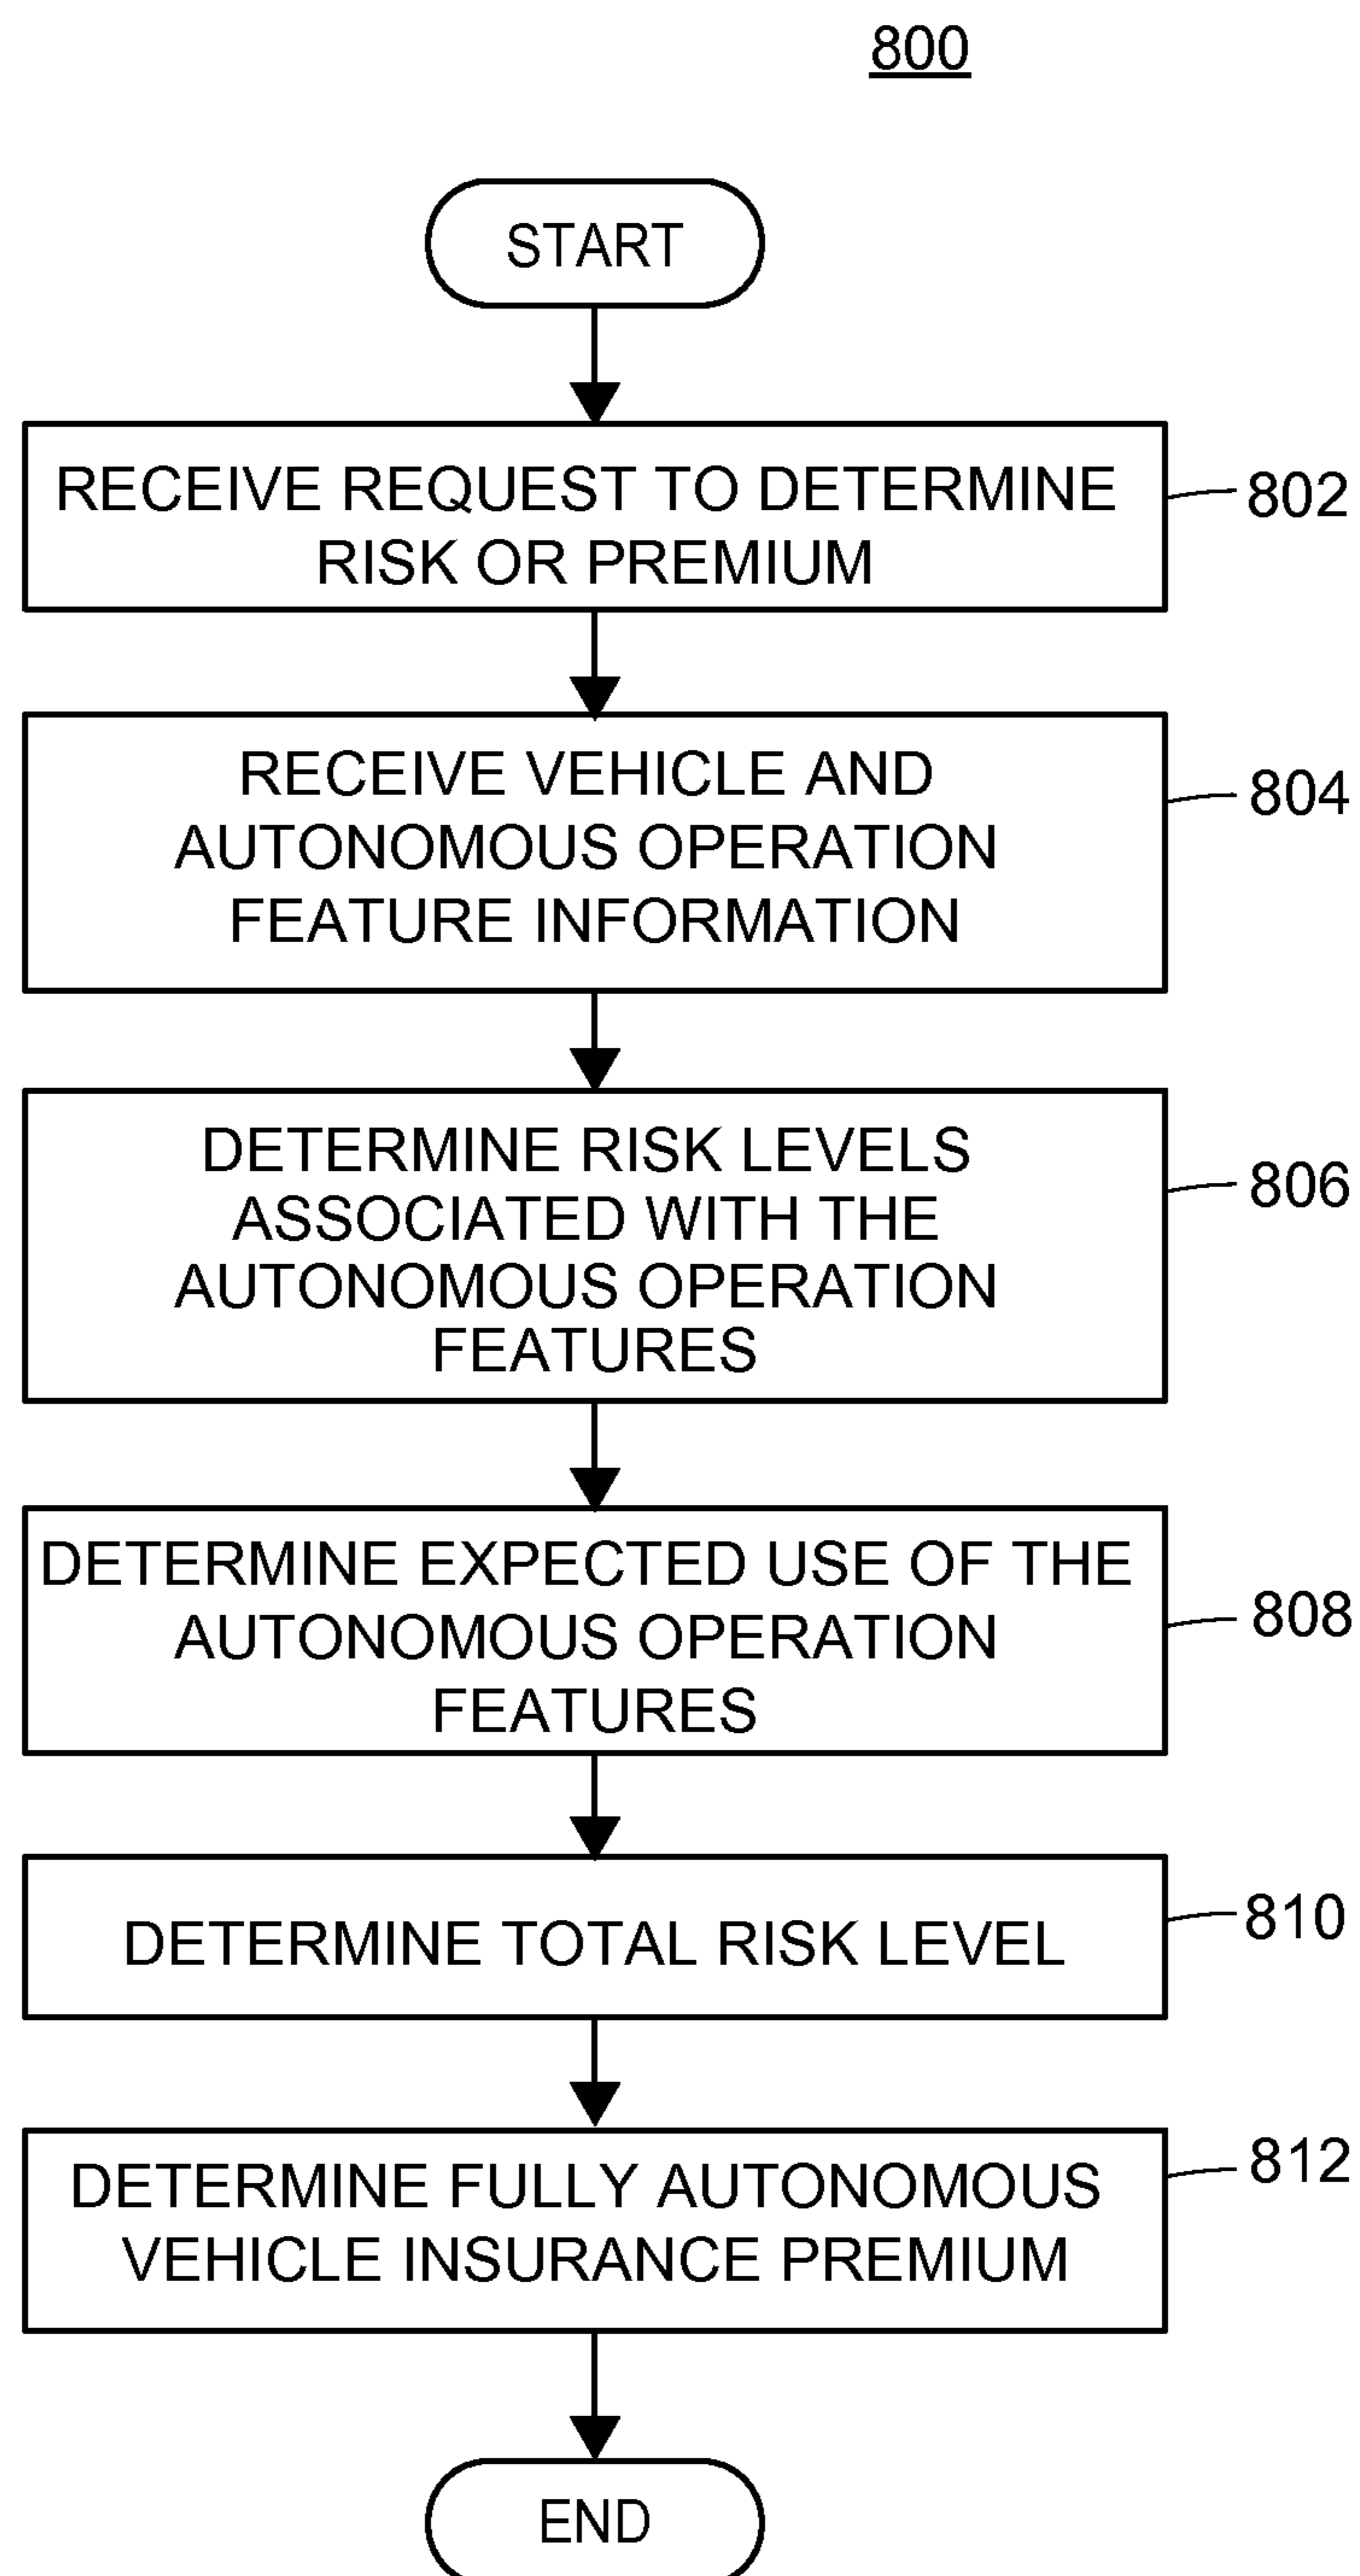 800
START
RECEIVE REQUEST TO DETERMINE
RISK OR PREMIUM
802
RECEIVE VEHICLE AND
AUTONOMOUS OPERATION
FEATURE INFORMATION
804
DETERMINE RISK LEVELS
ASSOCIATED WITH THE
AUTONOMOUS OPERATION
FEATURES
806
DETERMINE EXPECTED USE OF THE
AUTONOMOUS OPERATION
FEATURES
808
DETERMINE TOTAL RISK LEVEL
810
DETERMINE FULLY AUTONOMOUS
VEHICLE INSURANCE PREMIUM
812
END